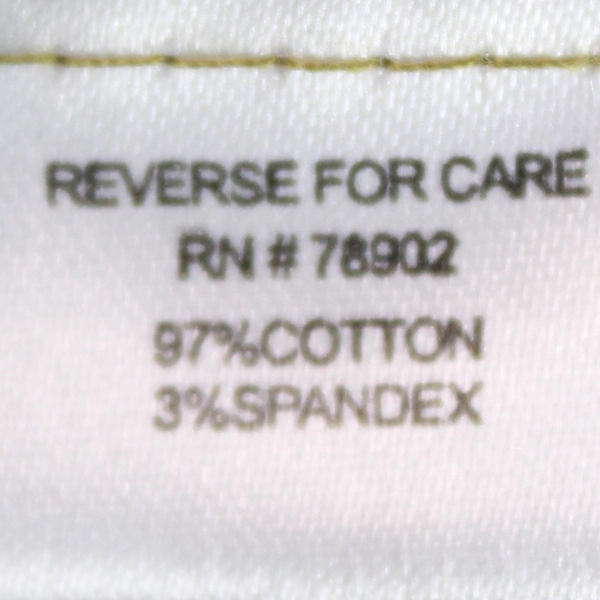 REVERSE FOR CARE
RN # 78902
97%COTTON
3%SPANDEX